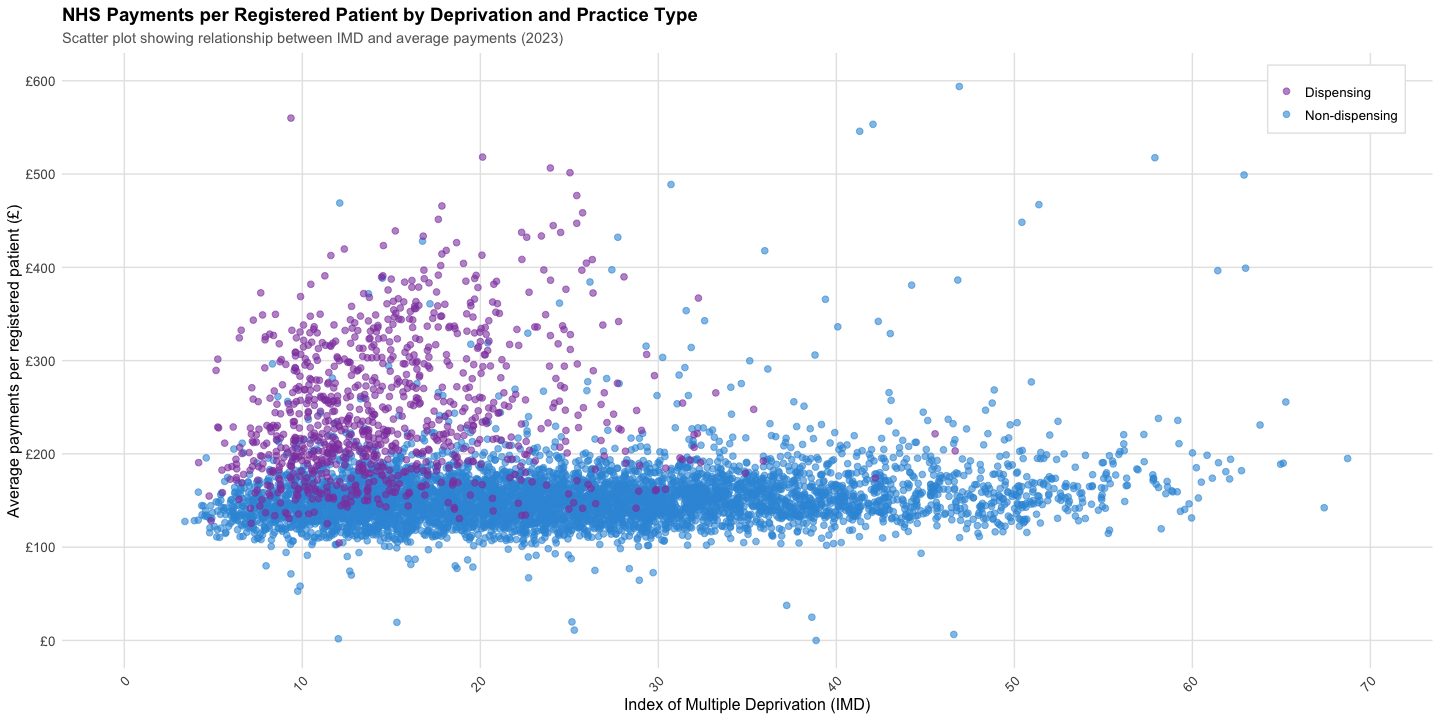 NHS Payments per Registered Patient by Deprivation and Practice Type
Scatter plot showing relationship between IMD and average payments (2023)
Average payments per registered patient (£)
£600
£500
£400
£300
£200
£100
£0
Dispensing
Non-dispensing
0
10
20
30
40
50
60
70
Index of Multiple Deprivation (IMD)